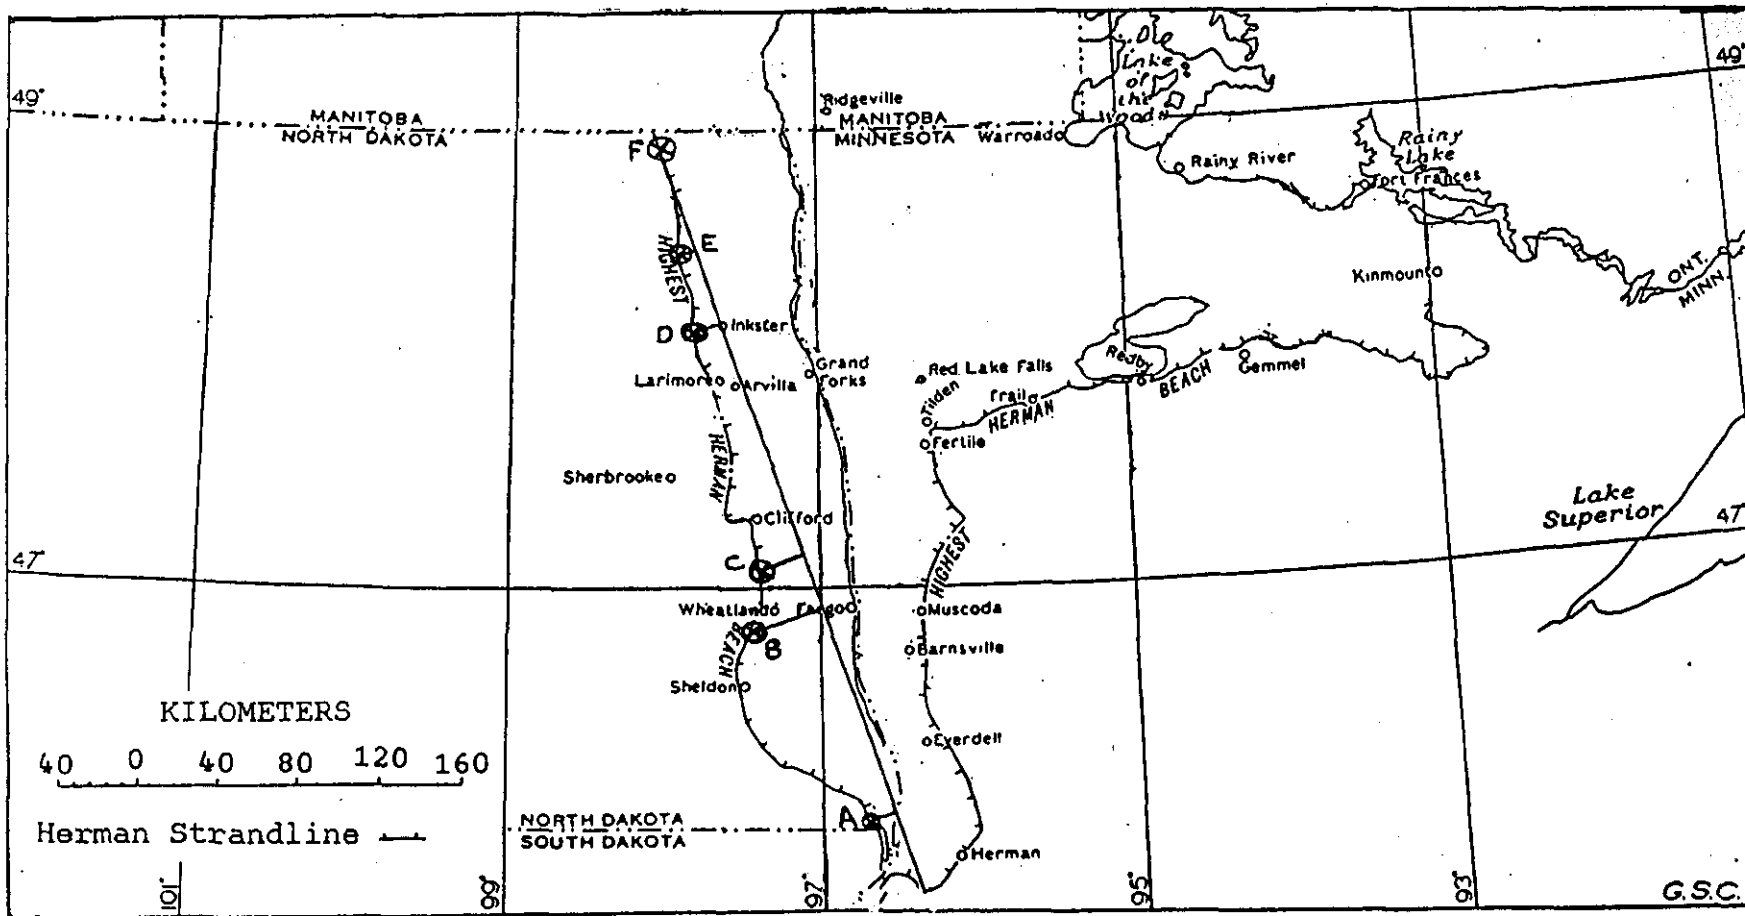 Lake
of
the
Woods
49°
49°
Ridgeville
MANITOBA
NORTH DAKOTA
MANITOBA
MINNESOTA
Warroado
Rainy
Lake
F
Rainy River
Fort Frances
HIGHEST
E
Kinmount
ONT.
MINN.
D
Inkster
Larimore
Arvilla
Grand
Forks
Red Lake Falls
Redby
BEACH
Gemmel
Tilden
Trail
HERMAN
Fertile
HERMAN
Sherbrooke
Clifford
Lake
Superior
47°
47°
C
HIGHEST
Wheatland
Fargo
Muscoda
BEACH
B
Barnsville
Sheldon
KILOMETERS
40 0 40 80 120 160
Everdell
Herman Strandline
NORTH DAKOTA
SOUTH DAKOTA
A
Herman
101°
99°
97°
95°
93°
G.S.C.